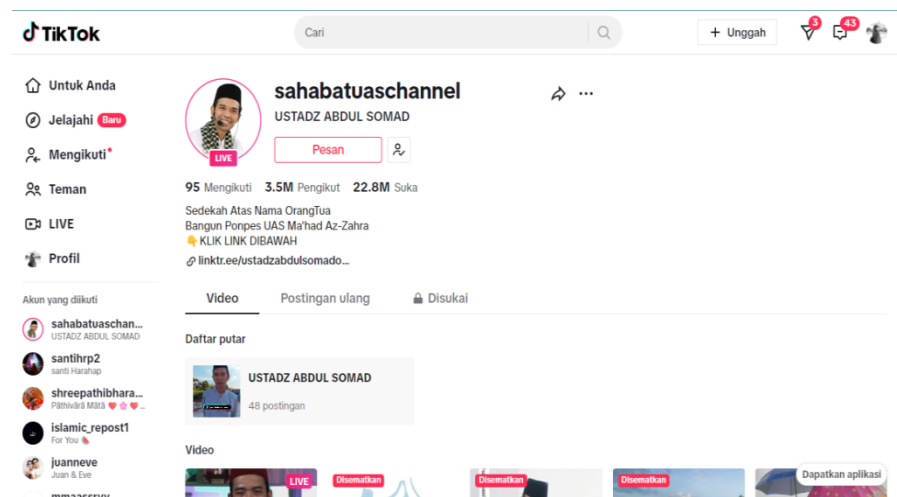 TikTok
Cari
+ Unggah
3
43
Untuk Anda
Jelajahi Baru
Mengikuti
Teman
LIVE
Profil
Akun yang diikuti
sahabatuaschan...
USTADZ ABDUL SOMAD
santihrp2
santi Harahap
shreepathibhara...
Pāthivārā Mātā ❤️ 🌸 ❤️ ...
islamic_repost1
For You 🍉
juanneve
Juan & Eve
sahabatuaschannel
USTADZ ABDUL SOMAD
LIVE
Pesan
95 Mengikuti 3.5M Pengikut 22.8M Suka
Sedekah Atas Nama OrangTua
Bangun Ponpes UAS Ma'had Az-Zahra
👇KLIK LINK DIBAWAH
linktr.ee/ustadzabdulsomado...
Video Postingan ulang Disukai
Daftar putar
USTADZ ABDUL SOMAD
48 postingan
Video
LIVE
Disematkan
Disematkan
Disematkan
Dapatkan aplikasi